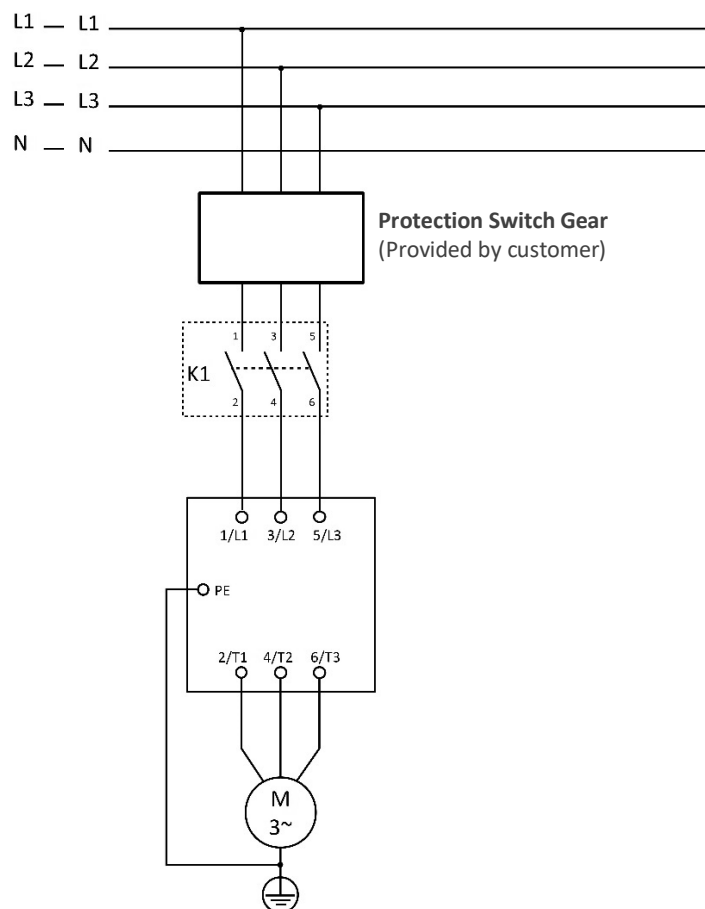 L1 — L1
L2 — L2
L3 — L3
N — N
Protection Switch Gear
(Provided by customer)
1 3 5
K1
2 4 6
1/L1 3/L2 5/L3
PE
2/T1 4/T2 6/T3
M
3~